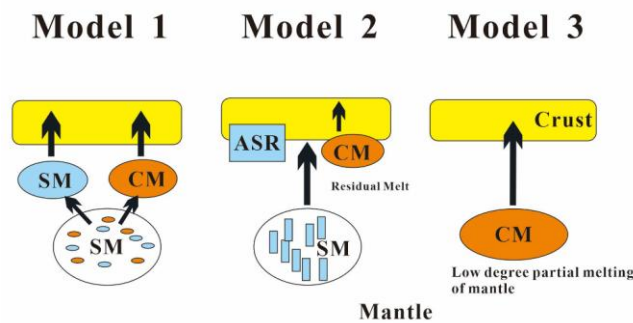 Model 1
Model 2
Model 3
SM
CM
SM
ASR
CM
Residual Melt
SM
Crust
CM
Low degree partial melting
of mantle
Mantle